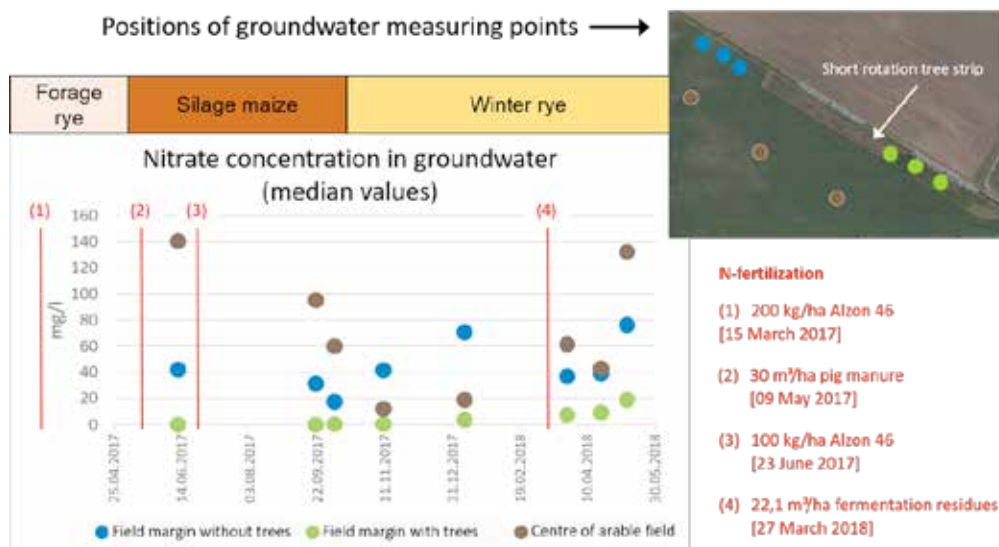 Positions of groundwater measuring points
Short rotation tree strip
Forage
rye
Silage maize
Winter rye
Nitrate concentration in groundwater
(median values)
(1)
(2)
(3)
(4)
160
140
120
100
80
60
40
20
0
mg/l
25.04.2017
14.06.2017
03.08.2017
22.09.2017
11.11.2017
31.12.2017
19.02.2018
10.04.2018
30.05.2018
Field margin without trees
Field margin with trees
Centre of arable field
N-fertilization
(1) 200 kg/ha Alzon 46
[15 March 2017]
(2) 30 m³/ha pig manure
[09 May 2017]
(3) 100 kg/ha Alzon 46
[23 June 2017]
(4) 22,1 m³/ha fermentation residues
[27 March 2018]